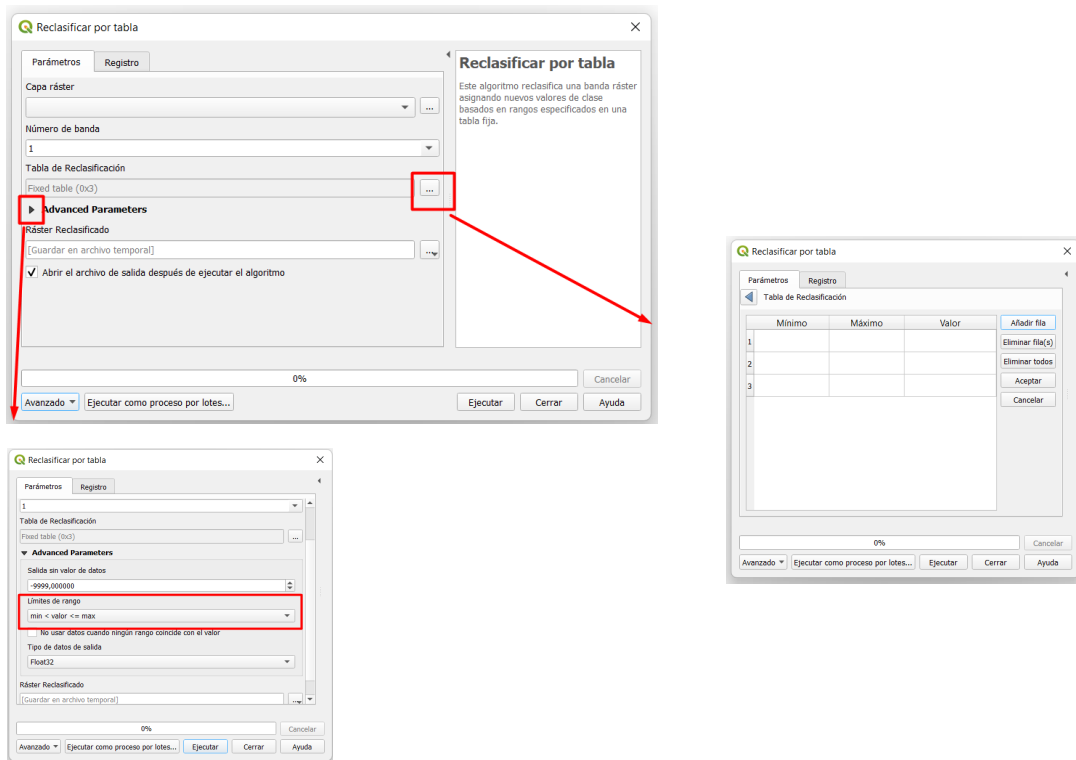 Reclasificar por tabla
Parámetros
Registro
Capa ráster
...
Número de banda
1
Tabla de Reclasificación
Fixed table (0x3)
...
Advanced Parameters
Ráster Reclasificado
[Guardar en archivo temporal]
...
Abrir el archivo de salida después de ejecutar el algoritmo
Reclasificar por tabla
Este algoritmo reclasifica una banda ráster
asignando nuevos valores de clase
basados en rangos especificados en una
tabla fija.
0%
Cancelar
Avanzado
Ejecutar como proceso por lotes...
Ejecutar
Cerrar
Ayuda
Reclasificar por tabla
Parámetros
Registro
Tabla de Reclasificación
Mínimo
Máximo
Valor
1
2
3
Añadir fila
Eliminar fila(s)
Eliminar todos
Aceptar
Cancelar
0%
Cancelar
Avanzado
Ejecutar como proceso por lotes...
Ejecutar
Cerrar
Ayuda
Reclasificar por tabla
Parámetros
Registro
1
Tabla de Reclasificación
Fixed table (0x3)
...
Advanced Parameters
Salida sin valor de datos
-9999,000000
Límites de rango
min < valor <= max
No usar datos cuando ningún rango coincide con el valor
Tipo de datos de salida
Float32
Ráster Reclasificado
[Guardar en archivo temporal]
...
0%
Cancelar
Avanzado
Ejecutar como proceso por lotes...
Ejecutar
Cerrar
Ayuda